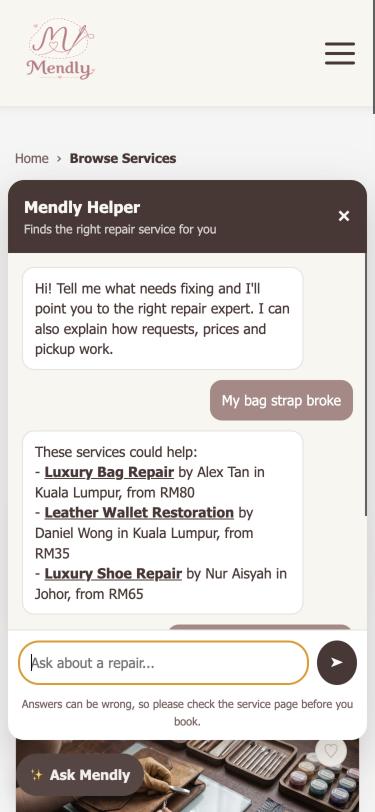 Mendly
Home › Browse Services
Mendly Helper
Finds the right repair service for you
Hi! Tell me what needs fixing and I'll
point you to the right repair expert. I can
also explain how requests, prices and
pickup work.
My bag strap broke
These services could help:
- Luxury Bag Repair by Alex Tan in
Kuala Lumpur, from RM80
- Leather Wallet Restoration by
Daniel Wong in Kuala Lumpur, from
RM35
- Luxury Shoe Repair by Nur Aisyah in
Johor, from RM65
Ask about a repair...
Answers can be wrong, so please check the service page before you
book.
Ask Mendly